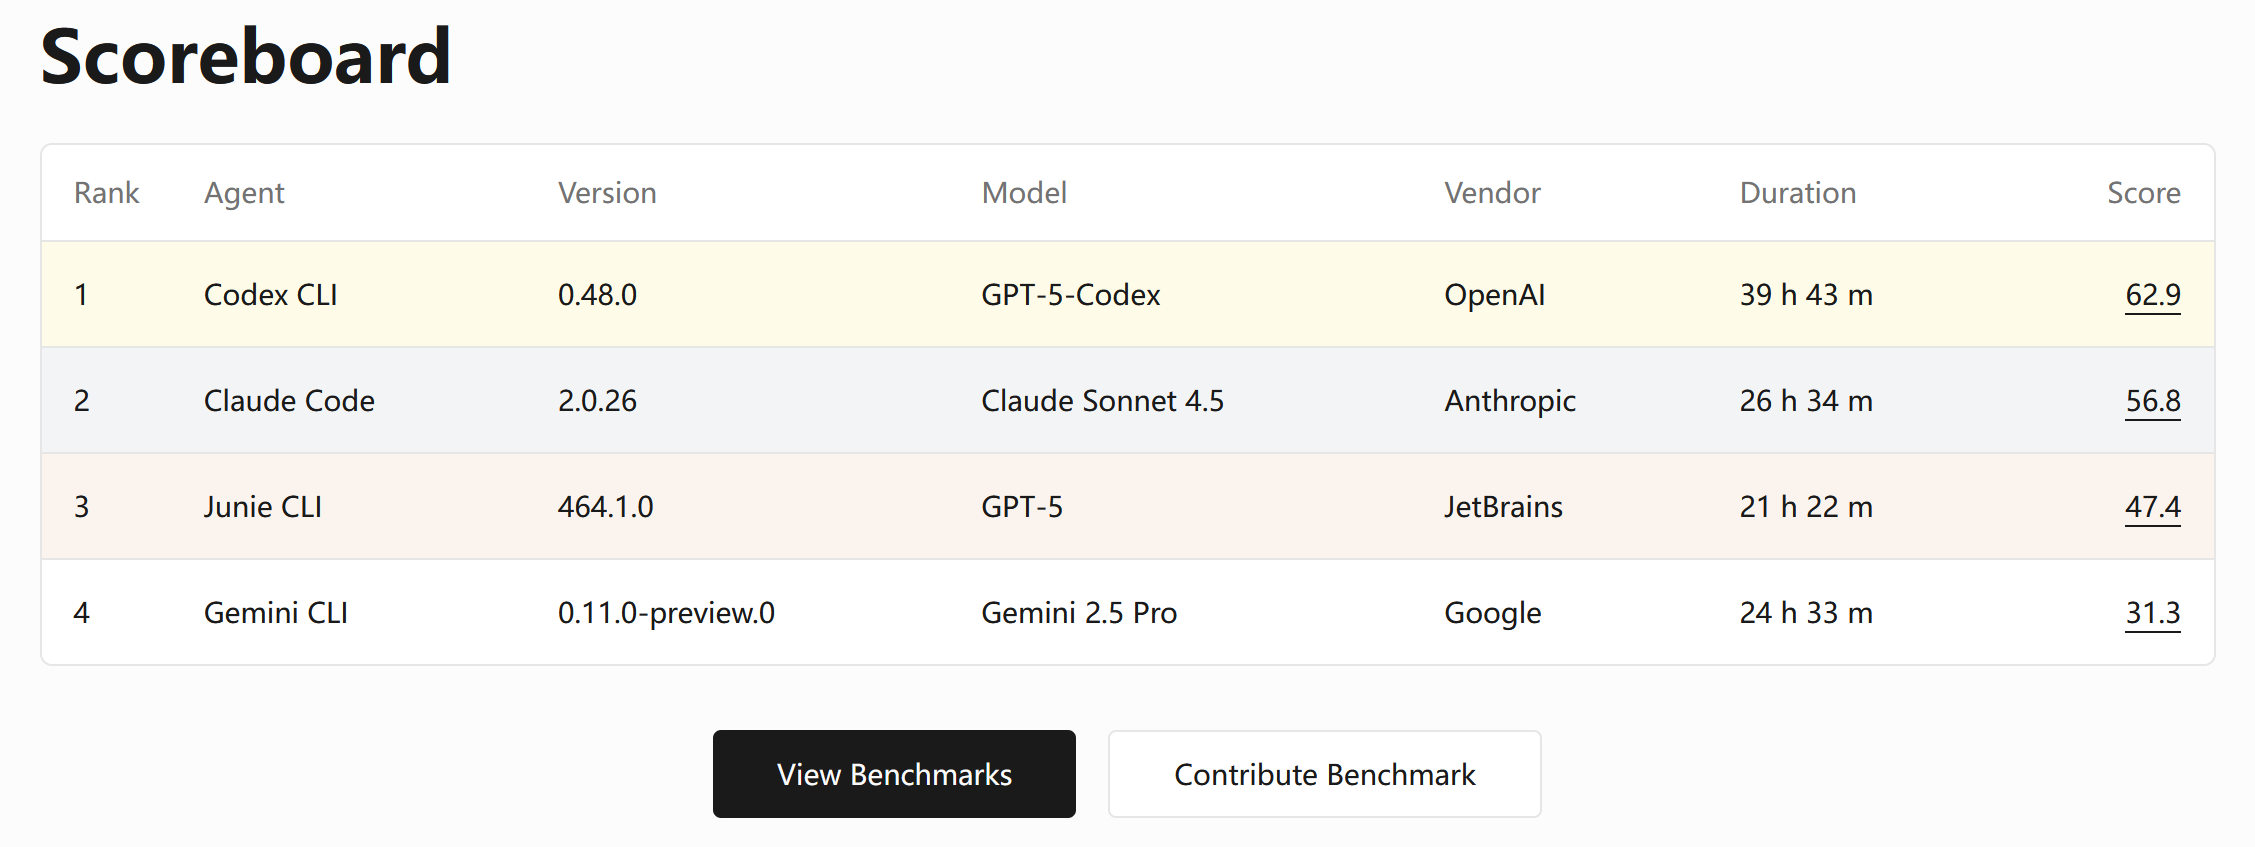 Scoreboard
Rank Agent Version Model Vendor Duration Score
1 Codex CLI 0.48.0 GPT-5-Codex OpenAI 39 h 43 m 62.9
2 Claude Code 2.0.26 Claude Sonnet 4.5 Anthropic 26 h 34 m 56.8
3 Junie CLI 464.1.0 GPT-5 JetBrains 21 h 22 m 47.4
4 Gemini CLI 0.11.0-preview.0 Gemini 2.5 Pro Google 24 h 33 m 31.3
View Benchmarks Contribute Benchmark